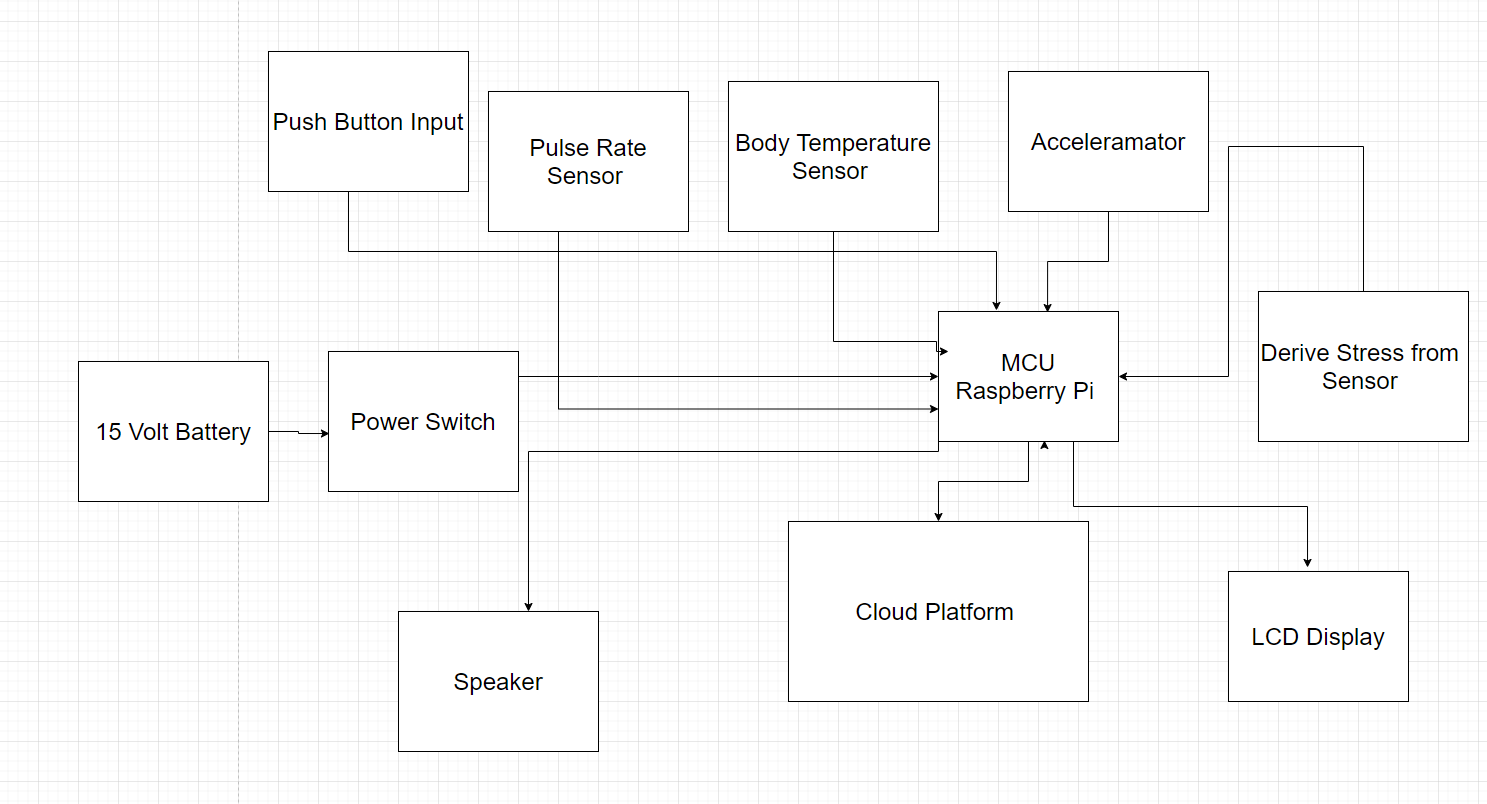 Push Button Input
Pulse Rate
Sensor
Body Temperature
Sensor
Acceleramator
MCU
Raspberry Pi
Derive Stress from
Sensor
15 Volt Battery
Power Switch
Cloud Platform
LCD Display
Speaker